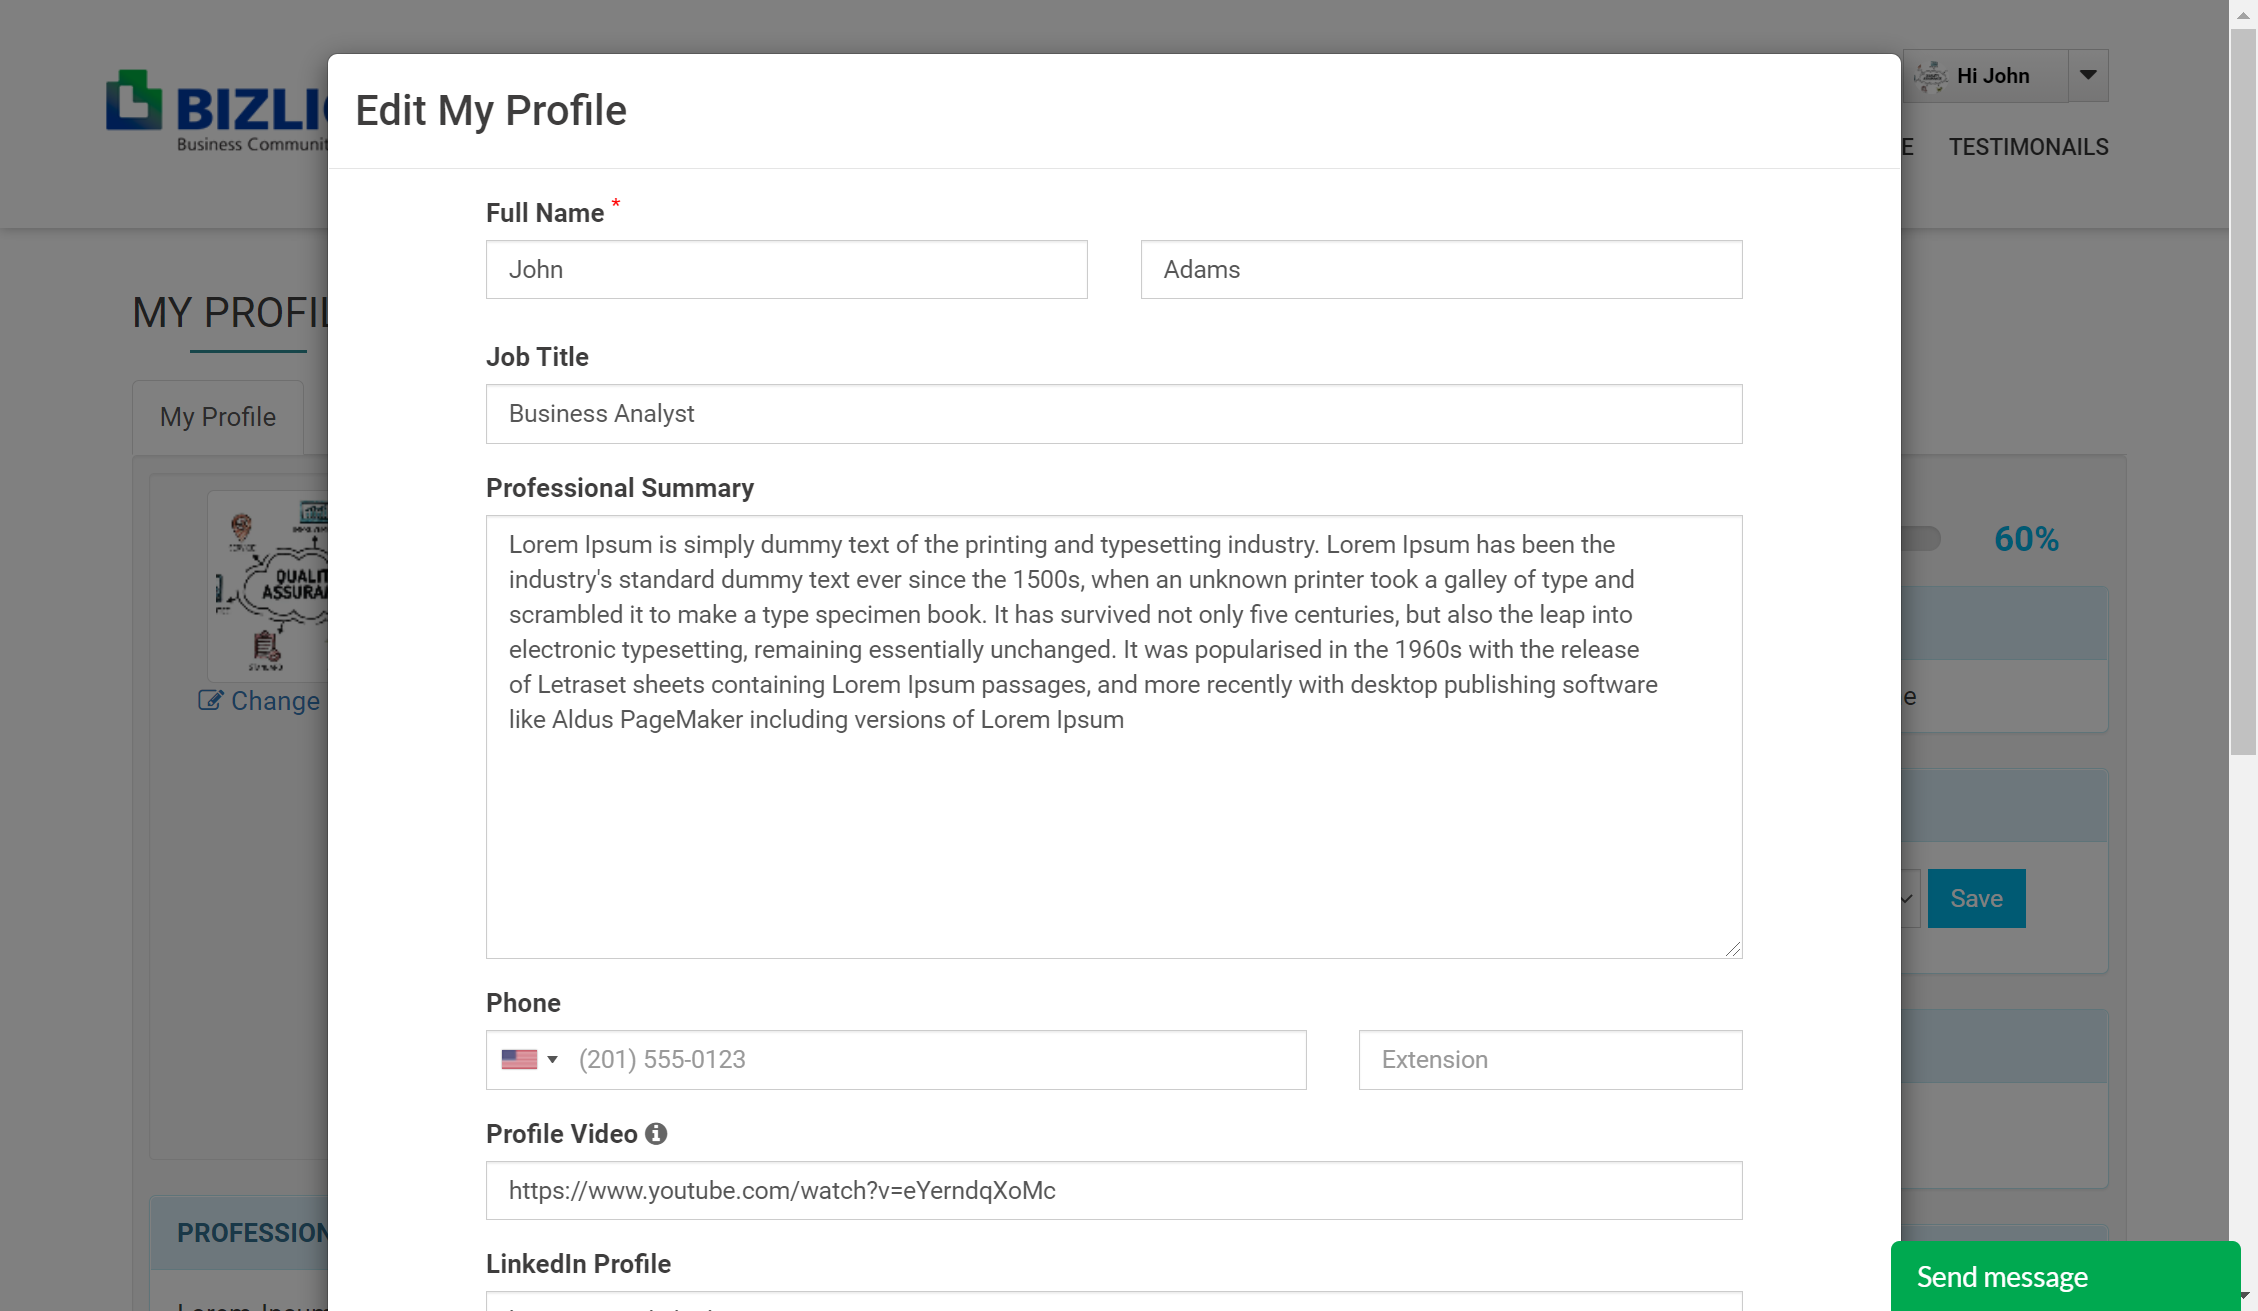 BIZLI
Business Communit
Hi John
E TESTIMONAILS
MY PROFIL
My Profile
QUALIT
ASSURA
Change
60%
e
Save
PROFESSION
Edit My Profile
Full Name *
John Adams
Job Title
Business Analyst
Professional Summary
Lorem Ipsum is simply dummy text of the printing and typesetting industry. Lorem Ipsum has been the
industry's standard dummy text ever since the 1500s, when an unknown printer took a galley of type and
scrambled it to make a type specimen book. It has survived not only five centuries, but also the leap into
electronic typesetting, remaining essentially unchanged. It was popularised in the 1960s with the release
of Letraset sheets containing Lorem Ipsum passages, and more recently with desktop publishing software
like Aldus PageMaker including versions of Lorem Ipsum
Phone
(201) 555-0123 Extension
Profile Video
https://www.youtube.com/watch?v=eYerndqXoMc
LinkedIn Profile
Send message